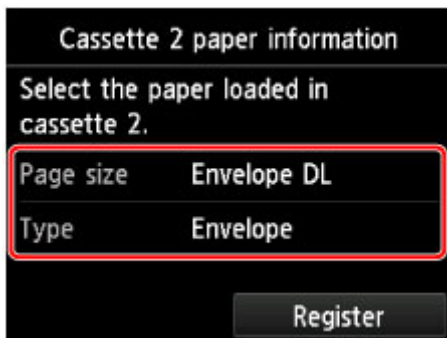 Cassette 2 paper information
Select the paper loaded in
cassette 2.
Page size Envelope DL
Type Envelope
Register